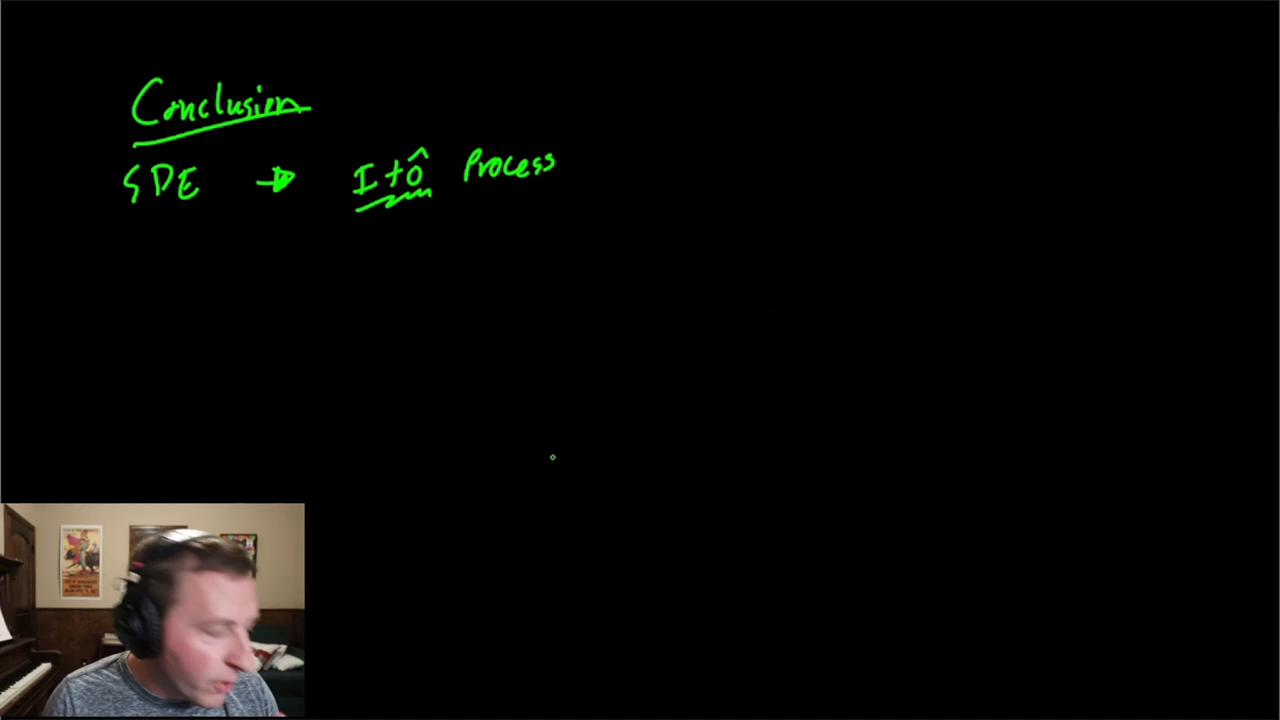 Conclusion
SDE → Itô Process